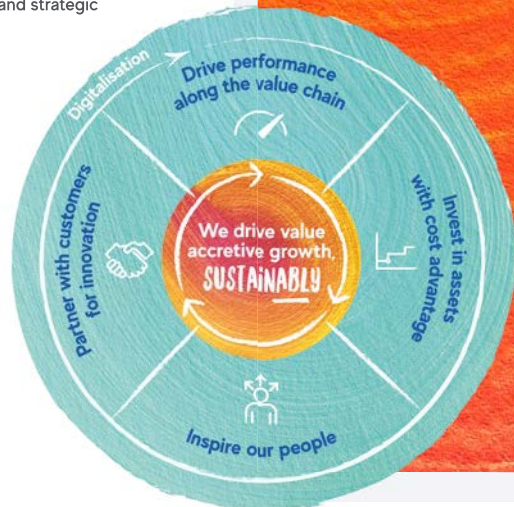 and strategic
Digitalisation
Drive performance
along the value chain
Partner with customers
for innovation
We drive value
accretive growth,
SUSTAINABLY
Invest in assets
with cost advantage
Inspire our people